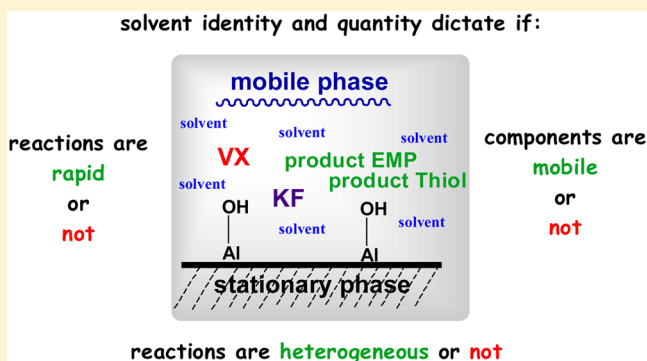 solvent identity and quantity dictate if:
mobile phase
solvent
solvent
solvent
reactions are
rapid
or
not
VX
product EMP
product Thiol
components are
mobile
or
not
solvent
KF
OH
OH
solvent
solvent
Al
Al
stationary phase
reactions are heterogeneous or not